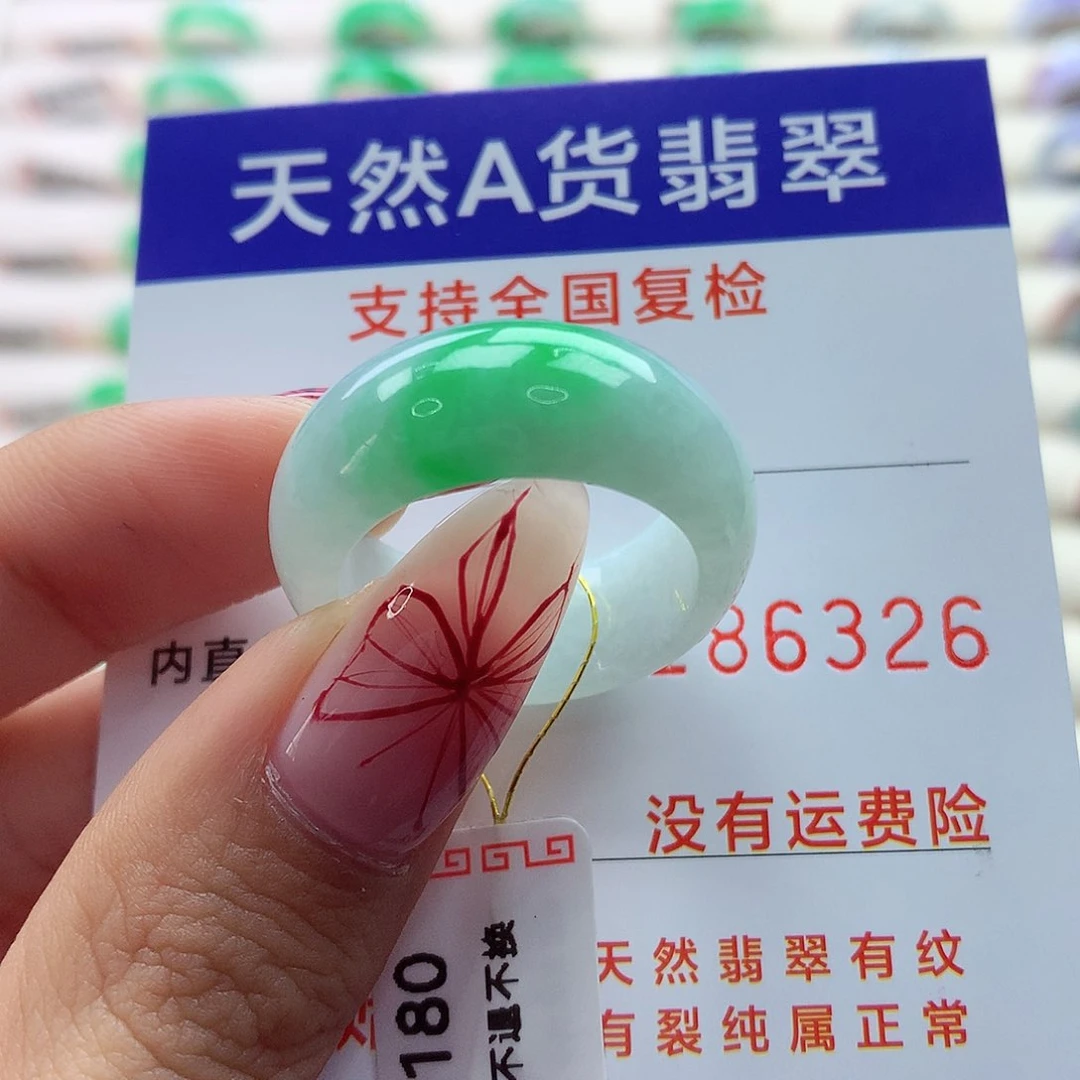 天然A货翡翠
支持全国复检
内直
286326
没有运费险
天然翡翠有纹
有裂纯属正常
180
不退不换